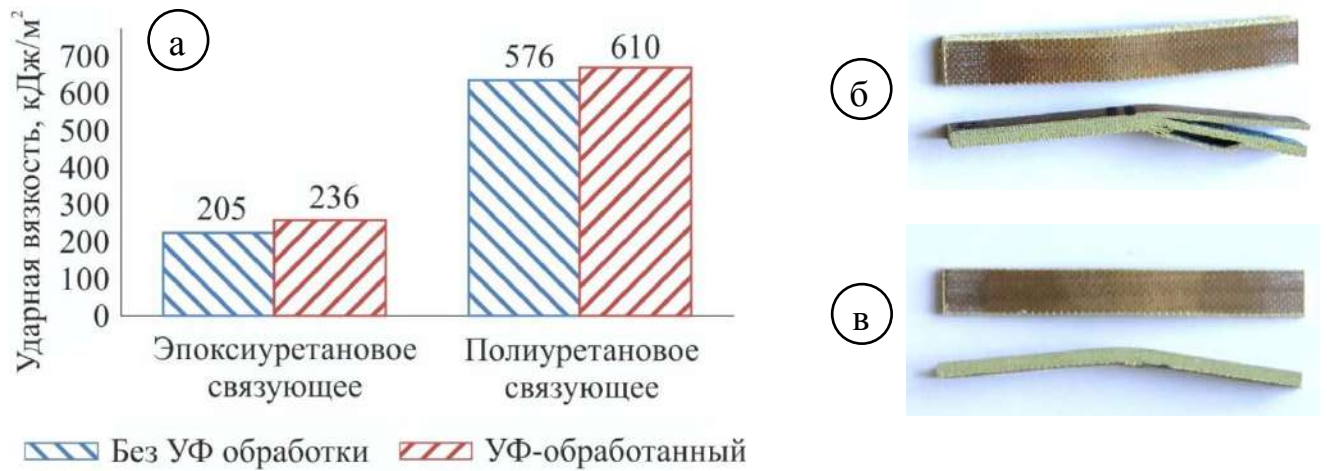 а
Ударная вязкость, кДж/м²
700
600
500
400
300
200
100
0
205
236
576
610
Эпоксиуретановое
связующее
Полиуретановое
связующее
Без УФ обработки
УФ-обработанный
б
в